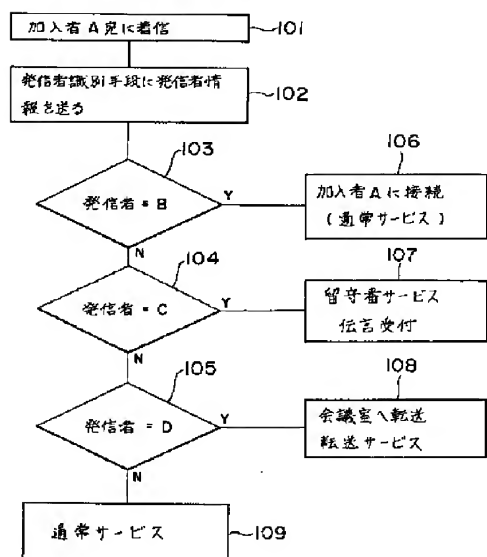 加入者A宛に着信
101
発信者識別手段に発信者情
報を送る
102
103
発信者=B
Y
N
106
加入者Aに接続
(通常サービス)
104
発信者=C
Y
N
107
留守番サービス
伝言受付
105
発信者=D
Y
N
108
会議室へ転送
転送サービス
通常サービス
109